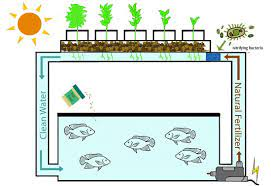 nitrifying bacteria
Clean Water
Natural Fertilizer